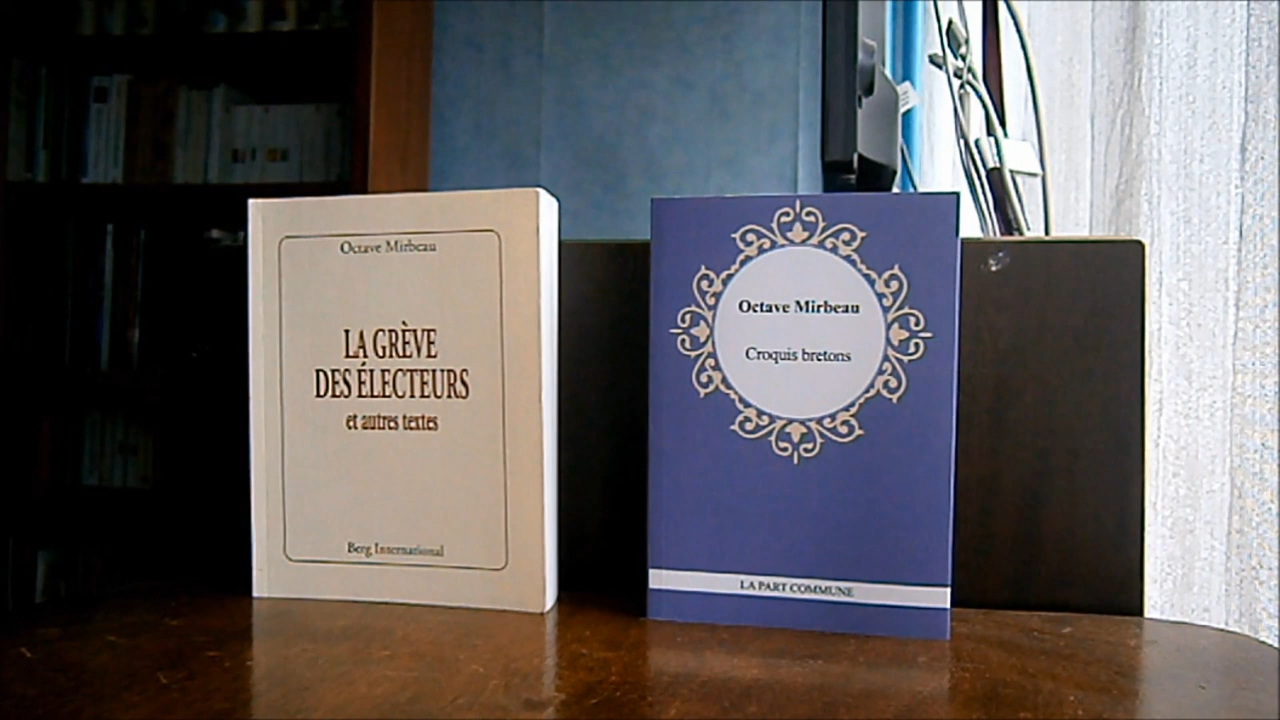 Octave Mirbeau
LA GRÈVE
DES ÉLECTEURS
et autres textes
Berg International
Octave Mirbeau
Croquis bretons
LA PART COMMUNE